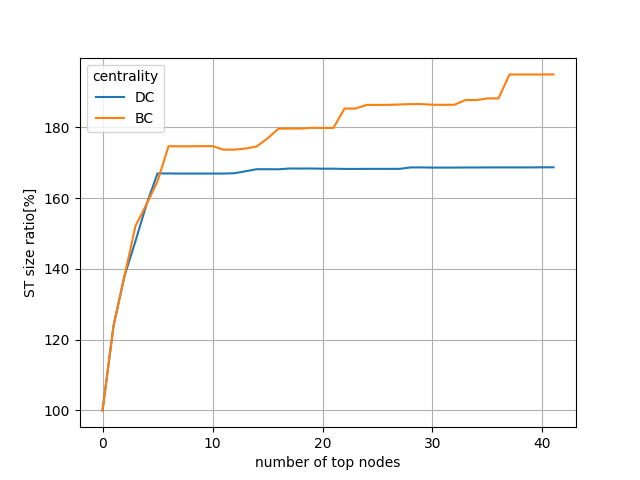 centrality
DC
BC
ST size ratio[%]
180
160
140
120
100
0 10 20 30 40
number of top nodes